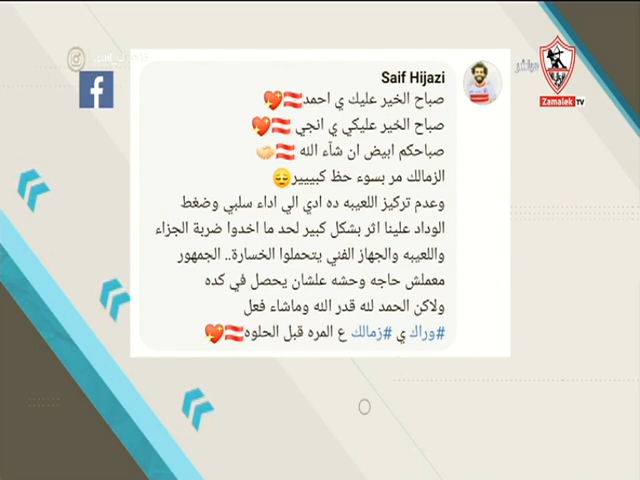 مباشر
Zamalek TV
Saif Hijazi
صباح الخير عليك ي احمد
صباح الخير عليكي ي انجي
صباحكم ابيض ان شآء الله
الزمالك مر بسوء حظ كبييير
وعدم تركيز اللعيبه ده ادي الي اداء سلبي وضغط
الوداد علينا اثر بشكل كبير لحد ما اخدوا ضربة الجزاء
واللعيبه والجهاز الفني يتحملوا الخسارة.. الجمهور
معملش حاجه وحشه علشان يحصل في كده
ولاكن الحمد لله قدر الله وماشاء فعل
#وراك ي #زمالك ع المره قبل الحلوه